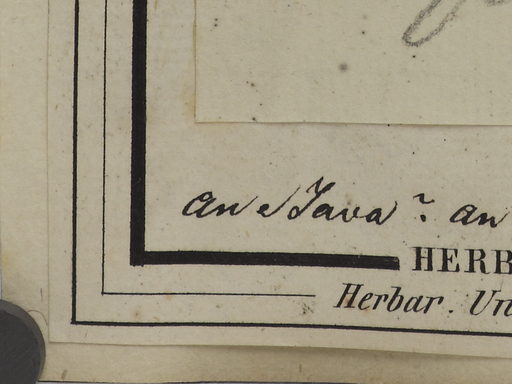 an e Java? an
HERB
Herbar. Un